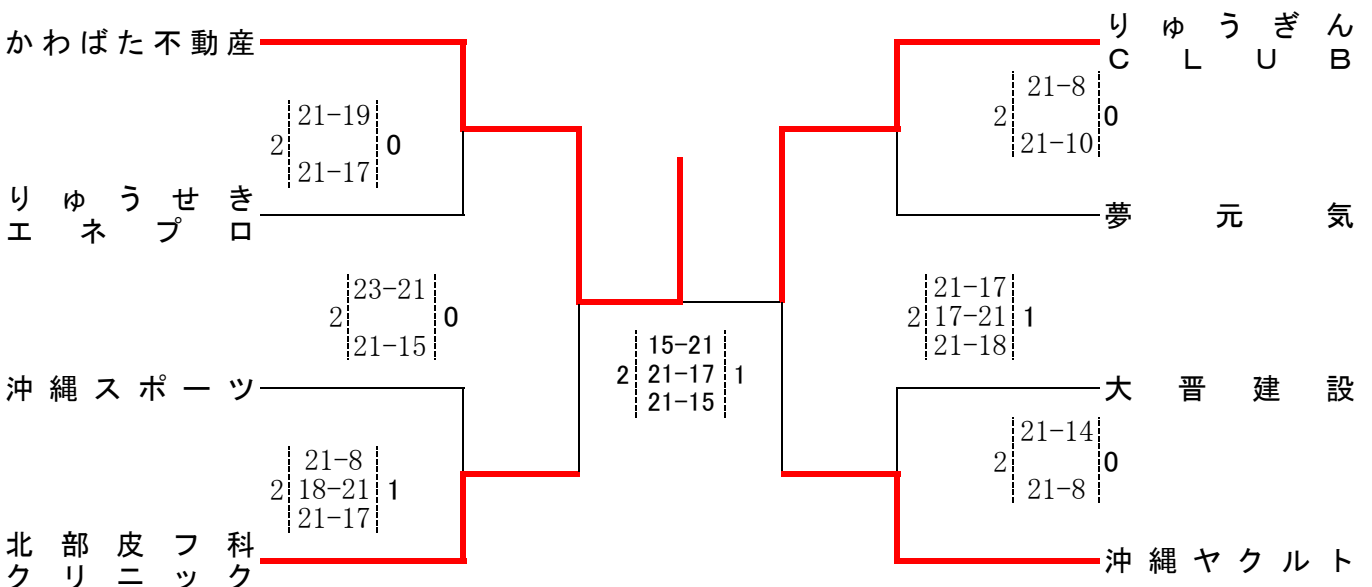 かわばた不動産
2 21-19 0
21-17
りゅうせき
エネプロ
2 23-21 0
21-15
沖縄スポーツ
21-8
2 18-21 1
21-17
北部皮フ科
クリニック
15-21
2 21-17 1
21-15
りゅうぎん
CLUB
2 21-8 0
21-10
夢元気
21-17
2 17-21 1
21-18
大晋建設
2 21-14 0
21-8
沖縄ヤクルト